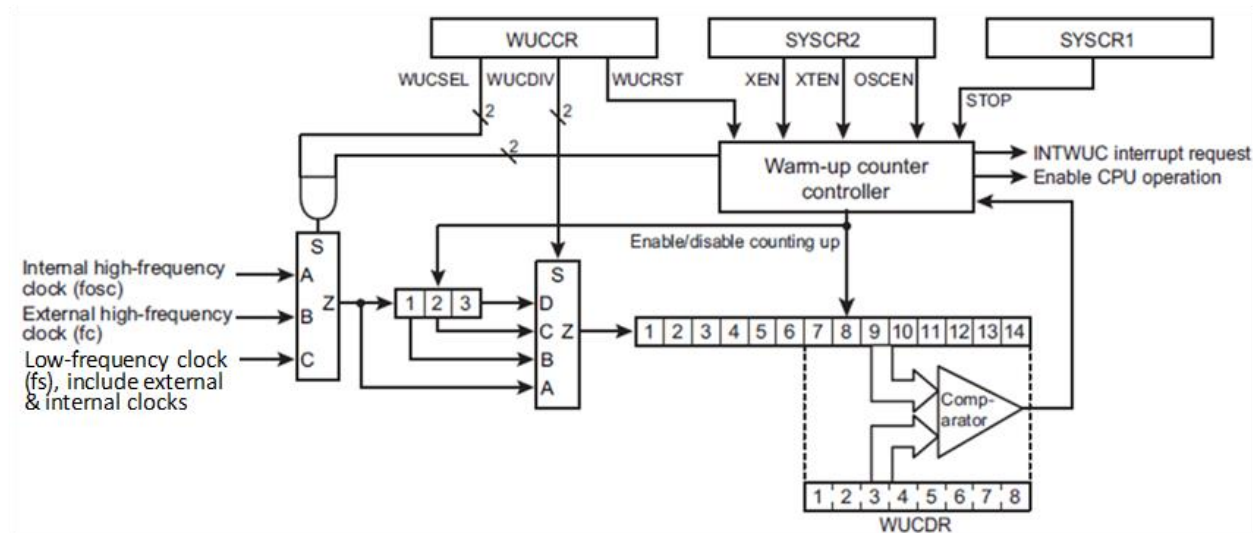 WUCCR
SYSCR2
SYSCR1
WUCSEL WUCDIV WUCRST
XEN XTEN OSCEN
STOP
2 2
2
Warm-up counter
controller
INTWUC interrupt request
Enable CPU operation
Enable/disable counting up
Internal high-frequency
clock (fosc)
External high-frequency
clock (fc)
Low-frequency clock
(fs), include external
& internal clocks
S
A
B
C
Z
1 2 3
S
D
C
B
A
Z
1 2 3 4 5 6 7 8 9 10 11 12 13 14
Comp-
arator
1 2 3 4 5 6 7 8
WUCDR